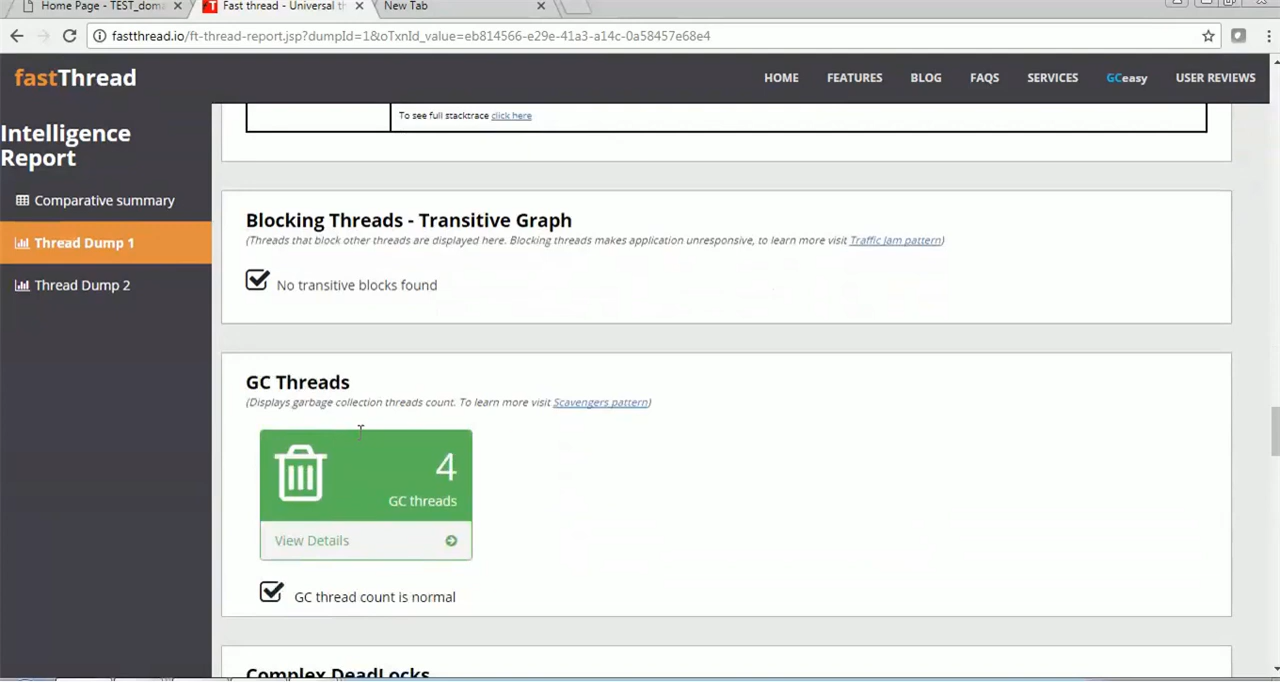 Home Page - TEST_dom
Fast thread - Universal th
New Tab
fastthread.io/ft-thread-report.jsp?dumpId=1&oTxnId_value=eb814566-e29e-41a3-a14c-0a58457e68e4
fastThread
HOME FEATURES BLOG FAQS SERVICES GCeasy USER REVIEWS
Intelligence
Report
Comparative summary
Thread Dump 1
Thread Dump 2
To see full stacktrace click here
Blocking Threads - Transitive Graph
(Threads that block other threads are displayed here. Blocking threads makes application unresponsive, to learn more visit Traffic Jam pattern)
No transitive blocks found
GC Threads
(Displays garbage collection threads count. To learn more visit Scavengers pattern)
4
GC threads
View Details
GC thread count is normal
Complex DeadLocks